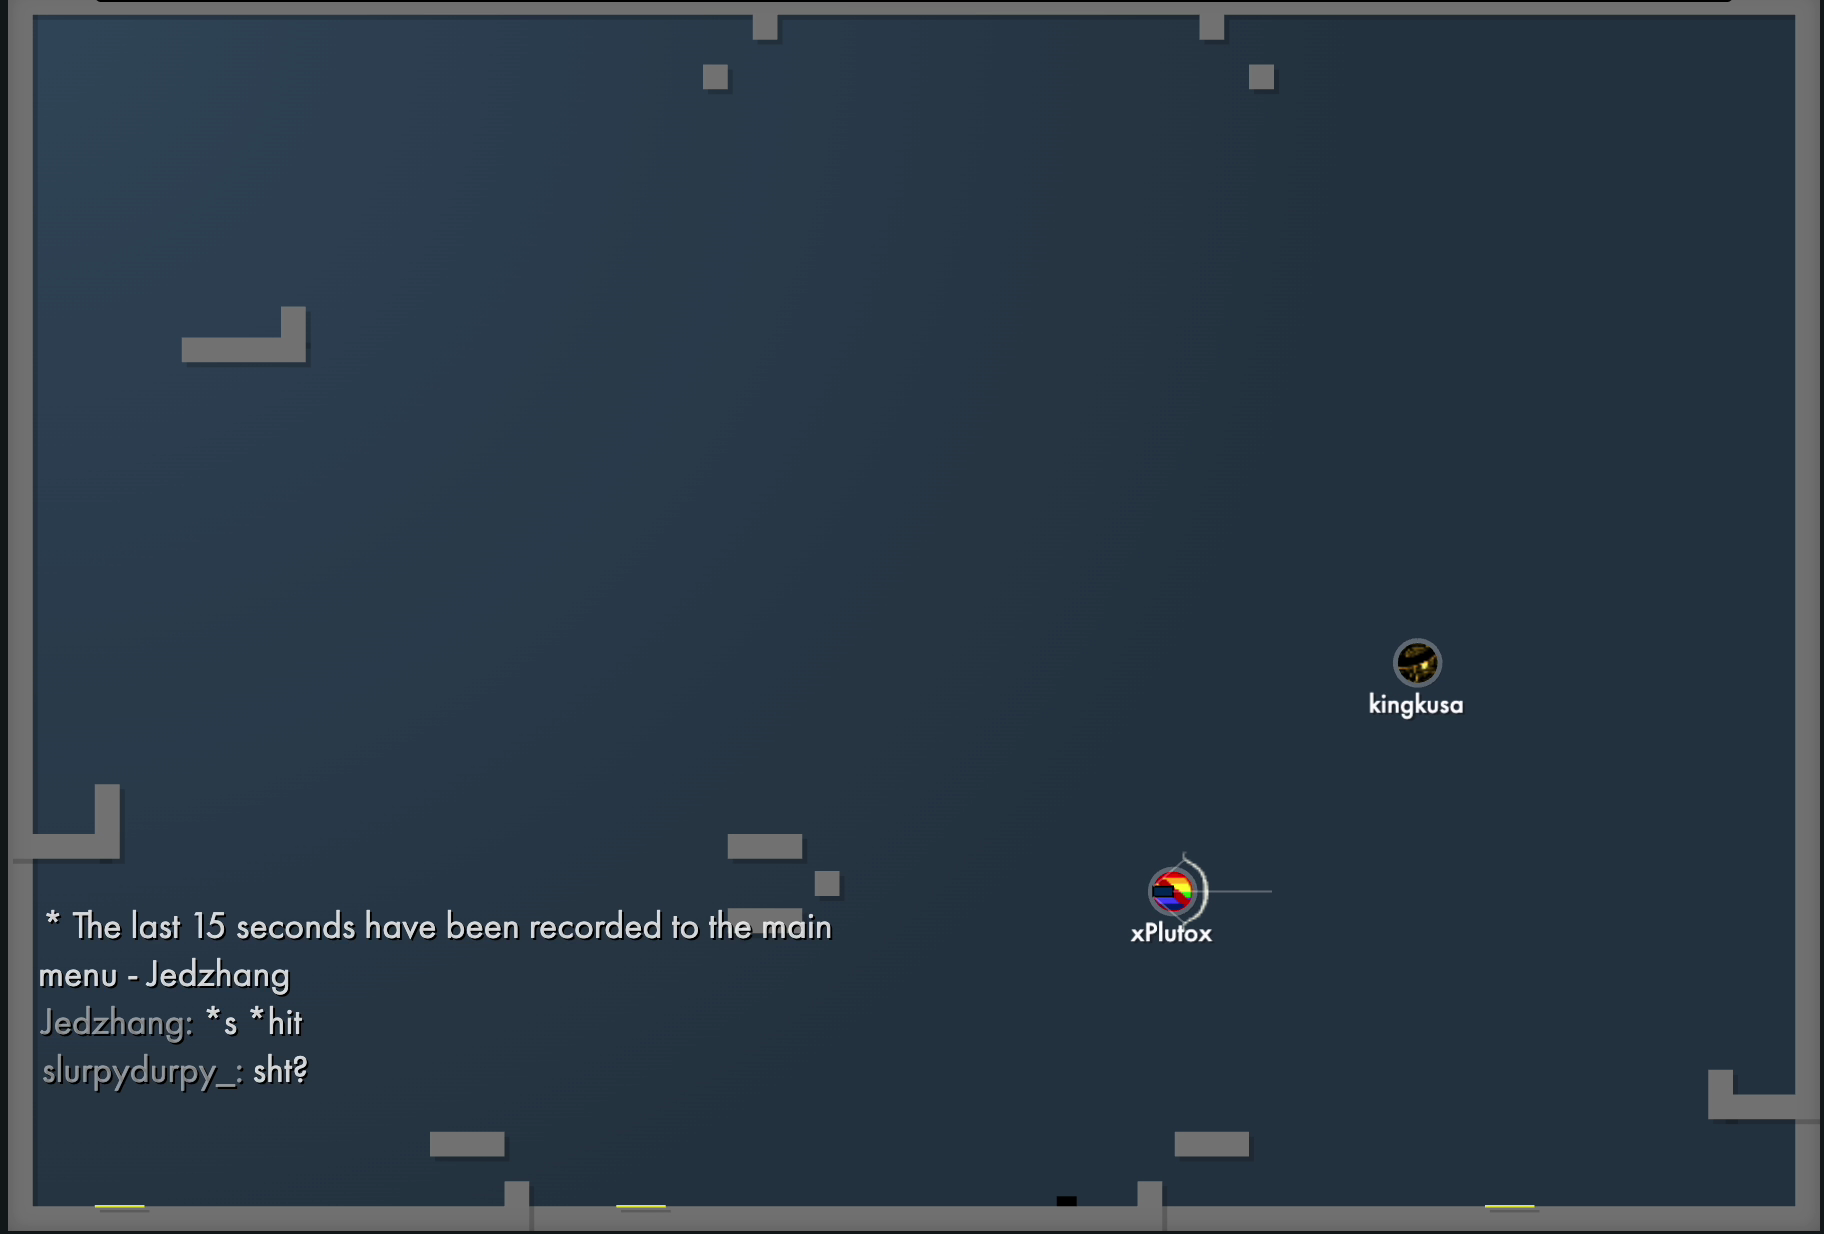 kingkusa
xPlutox
* The last 15 seconds have been recorded to the main
menu - Jedzhang
Jedzhang: *s *hit
slurpydurpy_: sht?